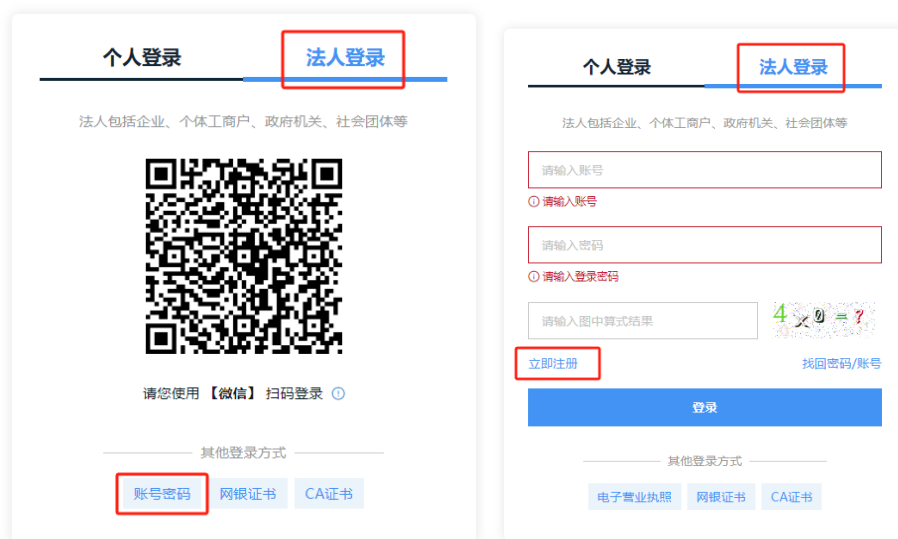 个人登录
法人登录
法人包括企业、个体工商户、政府机关、社会团体等
请您使用 【微信】 扫码登录
其他登录方式
账号密码
网银证书
CA证书
个人登录
法人登录
法人包括企业、个体工商户、政府机关、社会团体等
请输入账号
请输入账号
请输入密码
请输入登录密码
请输入图中算式结果
4 x 0 = ?
立即注册
找回密码/账号
登录
其他登录方式
电子营业执照
网银证书
CA证书